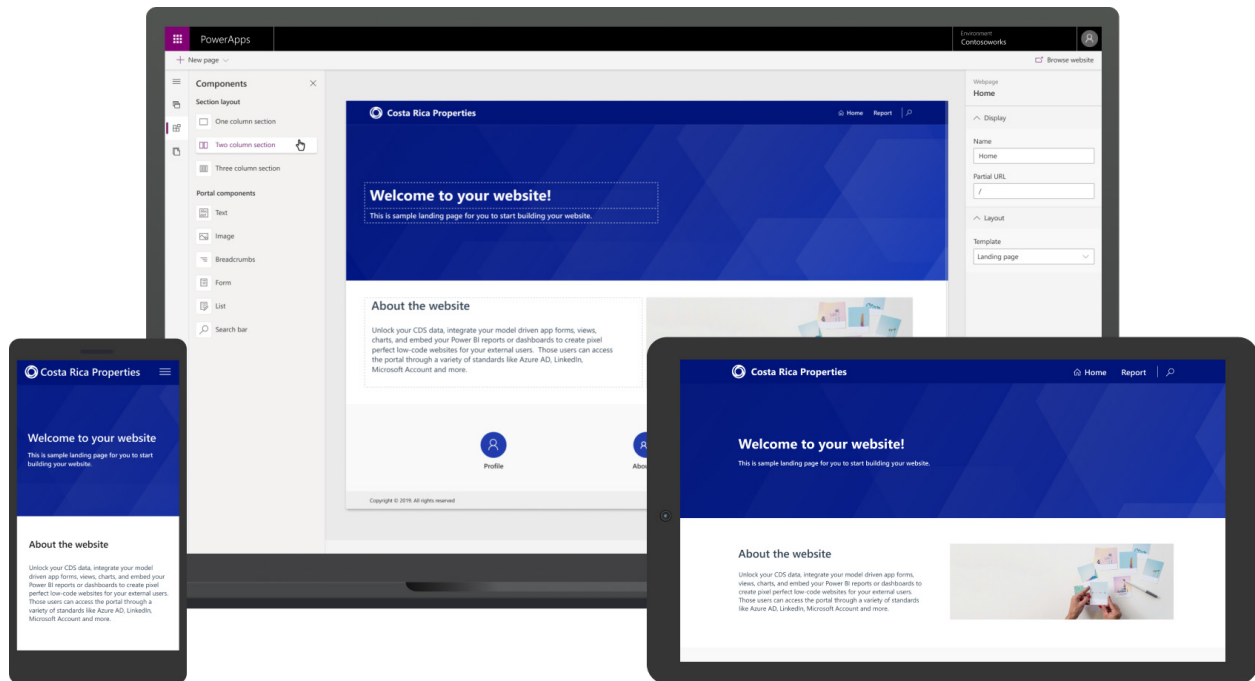 PowerApps
Environment
Contosoworks
New page
Browse website
Components
Section layout
One column section
Two column section
Three column section
Portal components
Text
Image
Breadcrumbs
Form
List
Search bar
Costa Rica Properties
Home Report
Welcome to your website!
This is sample landing page for you to start building your website.
About the website
Unlock your CDS data, integrate your model driven app forms, views,
charts, and embed your Power BI reports or dashboards to create pixel
perfect low-code websites for your external users. Those users can access
the portal through a variety of standards like Azure AD, LinkedIn,
Microsoft Account and more.
Profile
Copyright © 2019. All rights reserved
Webpage
Home
Display
Name
Home
Partial URL
/
Layout
Template
Landing page
Costa Rica Properties
Welcome to your website
This is sample landing page for you to start
building your website.
About the website
Unlock your CDS data, integrate your model
driven app forms, views, charts, and embed your
Power BI reports or dashboards to create pixel
perfect low-code websites for your external users.
Those users can access the portal through a
variety of standards like Azure AD, LinkedIn,
Microsoft Account and more.
Costa Rica Properties
Home Report
Welcome to your website!
This is sample landing page for you to start building your website.
About the website
Unlock your CDS data, integrate your model driven app forms,
views, charts, and embed your Power BI reports or dashboards to
create pixel perfect low-code websites for your external users.
Those users can access the portal through a variety of standards
like Azure AD, LinkedIn, Microsoft Account and more.